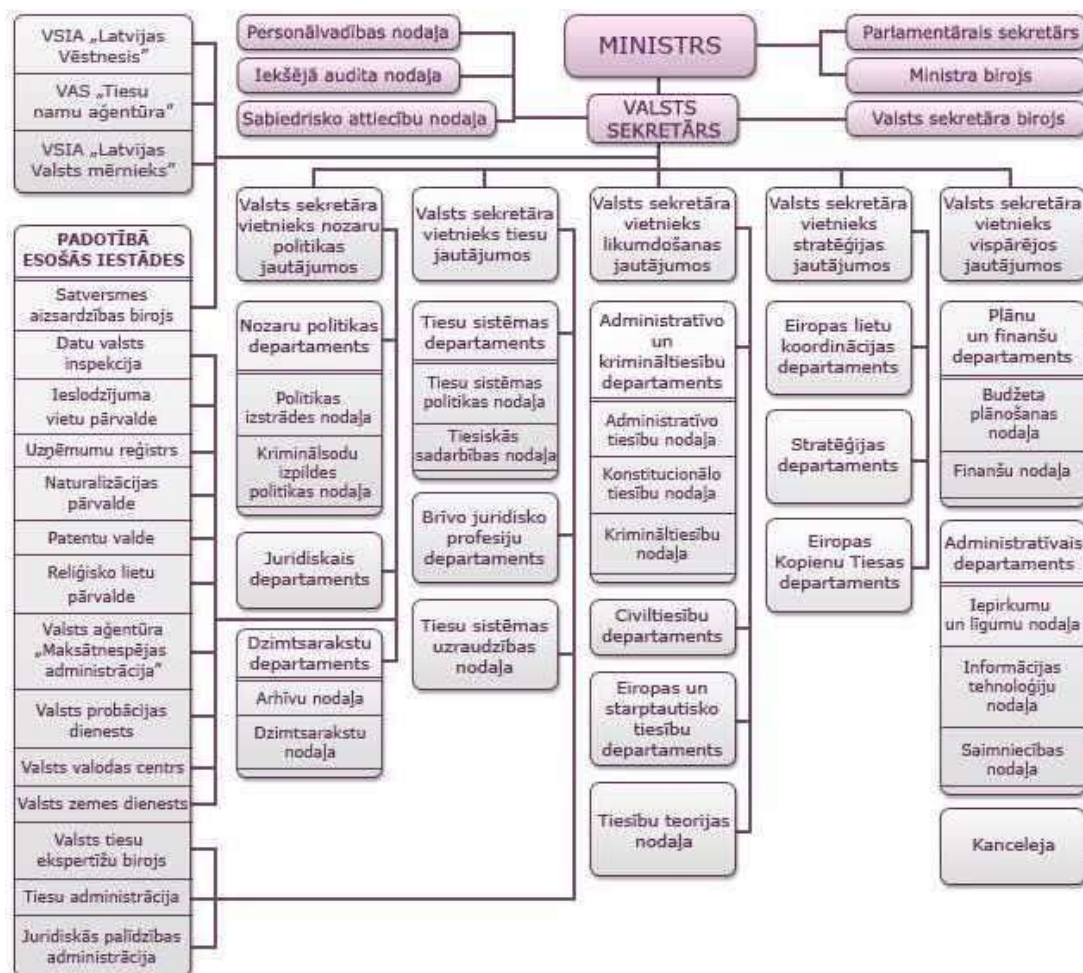 VSIA „Latvijas
Vēstnesis”
VAS „Tiesu
namu aģentūra”
VSIA „Latvijas
Valsts mērnieks”
Personālvadības nodaļa
Iekšējā audita nodaļa
Sabiedrisko attiecību nodaļa
MINISTRS
VALSTS
SEKRETĀRS
Parlamentārais sekretārs
Ministra birojs
Valsts sekretāra birojs
PADOTĪBĀ
ESOŠĀS IESTĀDES
Satversmes
aizsardzības birojs
Datu valsts
inspekcija
Ieslodzījuma
vietu pārvalde
Uzņēmumu reģistrs
Naturalizācijas
pārvalde
Patentu valde
Reliģisko lietu
pārvalde
Valsts aģentūra
„Maksātnespējas
administrācija”
Valsts probācijas
dienests
Valsts valodas centrs
Valsts zemes dienests
Valsts tiesu
ekspertīžu birojs
Tiesu administrācija
Juridiskās palīdzības
administrācija
Valsts sekretāra
vietnieks nozaru
politikas
jautājumos
Nozaru politikas
departaments
Politikas
izstrādes nodaļa
Kriminālsodu
izpildes
politikas nodaļa
Juridiskais
departaments
Dzimtsarakstu
departaments
Arhīvu nodaļa
Dzimtsarakstu
nodaļa
Valsts sekretāra
vietnieks tiesu
jautājumos
Tiesu sistēmas
departaments
Tiesu sistēmas
politikas nodaļa
Tiesiskās
sadarbības nodaļa
Brīvo juridisko
profesiju
departaments
Tiesu sistēmas
uzraudzības
nodaļa
Valsts sekretāra
vietnieks
likumdošanas
jautājumos
Administratīvo
un
krimināltiesību
departaments
Administratīvo
tiesību nodaļa
Konstitucionālo
tiesību nodaļa
Krimināltiesību
nodaļa
Civiltiesību
departaments
Eiropas un
starptautisko
tiesību
departaments
Tiesību teorijas
nodaļa
Valsts sekretāra
vietnieks
stratēģijas
jautājumos
Eiropas lietu
koordinācijas
departaments
Stratēģijas
departaments
Eiropas
Kopienu Tiesas
departaments
Valsts sekretāra
vietnieks
vispārējos
jautājumos
Plānu
un finanšu
departaments
Budžeta
plānošanas
nodaļa
Finanšu nodaļa
Administratīvais
departaments
Iepirkumu
un līgumu nodaļa
Informācijas
tehnoloģiju
nodaļa
Saimniecības
nodaļa
Kanceleja